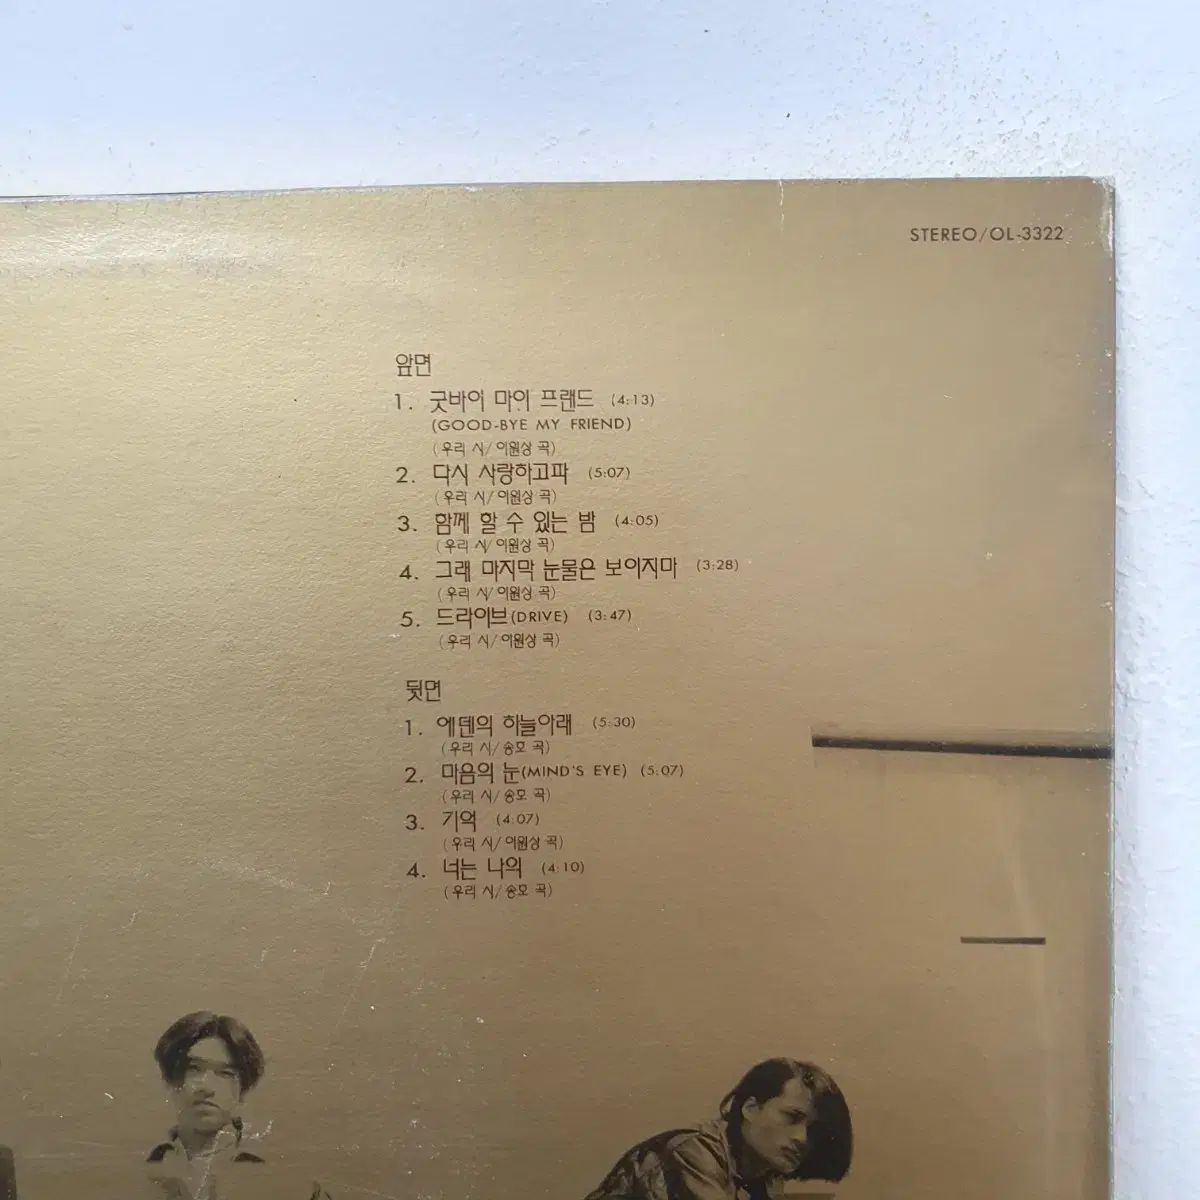 STEREO/OL-3322
앞면
1. 굿바이 마이 프랜드 (4:13)
(GOOD-BYE MY FRIEND)
(우리 시/이원상 곡)
2. 다시 사랑하고파 (5:07)
(우리 시/이원상 곡)
3. 함께 할 수 있는 밤 (4:05)
(우리 시/이원상 곡)
4. 그래 마지막 눈물은 보이지마 (3:28)
(우리 시/이원상 곡)
5. 드라이브(DRIVE) (3:47)
(우리 시/이원상 곡)
뒷면
1. 에덴의 하늘아래 (5:30)
(우리 시/송호 곡)
2. 마음의 눈(MIND'S EYE) (5:07)
(우리 시/송호 곡)
3. 기억 (4:07)
(우리 시/이원상 곡)
4. 너는 나의 (4:10)
(우리 시/송호 곡)